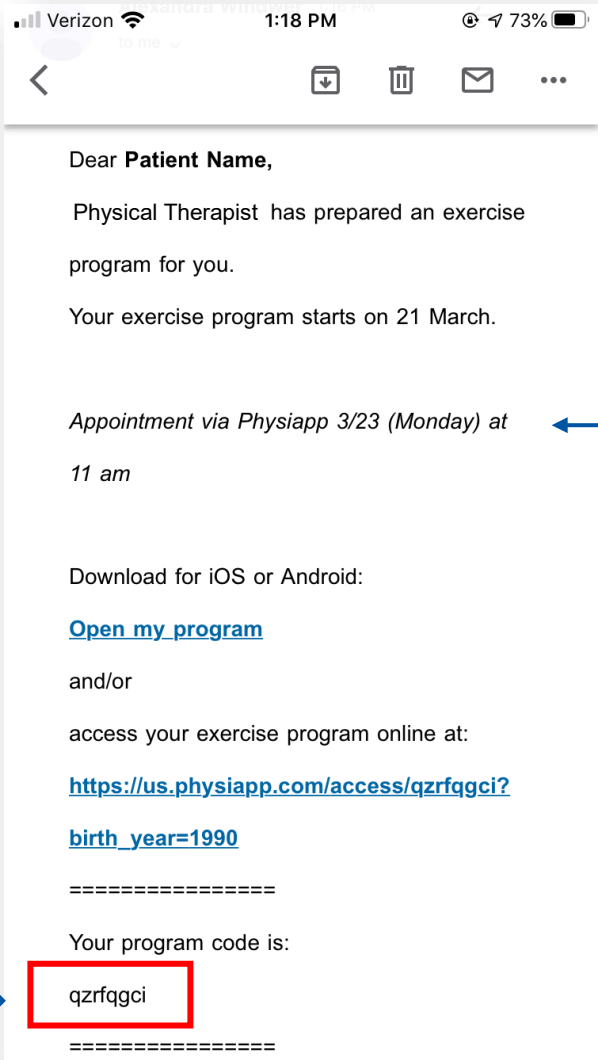 Verizon 1:18 PM 73%
to me
Dear Patient Name,
Physical Therapist has prepared an exercise
program for you.
Your exercise program starts on 21 March.
Appointment via Physiapp 3/23 (Monday) at
11 am
Download for iOS or Android:
Open my program
and/or
access your exercise program online at:
https://us.physiapp.com/access/qzrfqgci?
birth_year=1990
================
Your program code is:
qzrfqgci
================